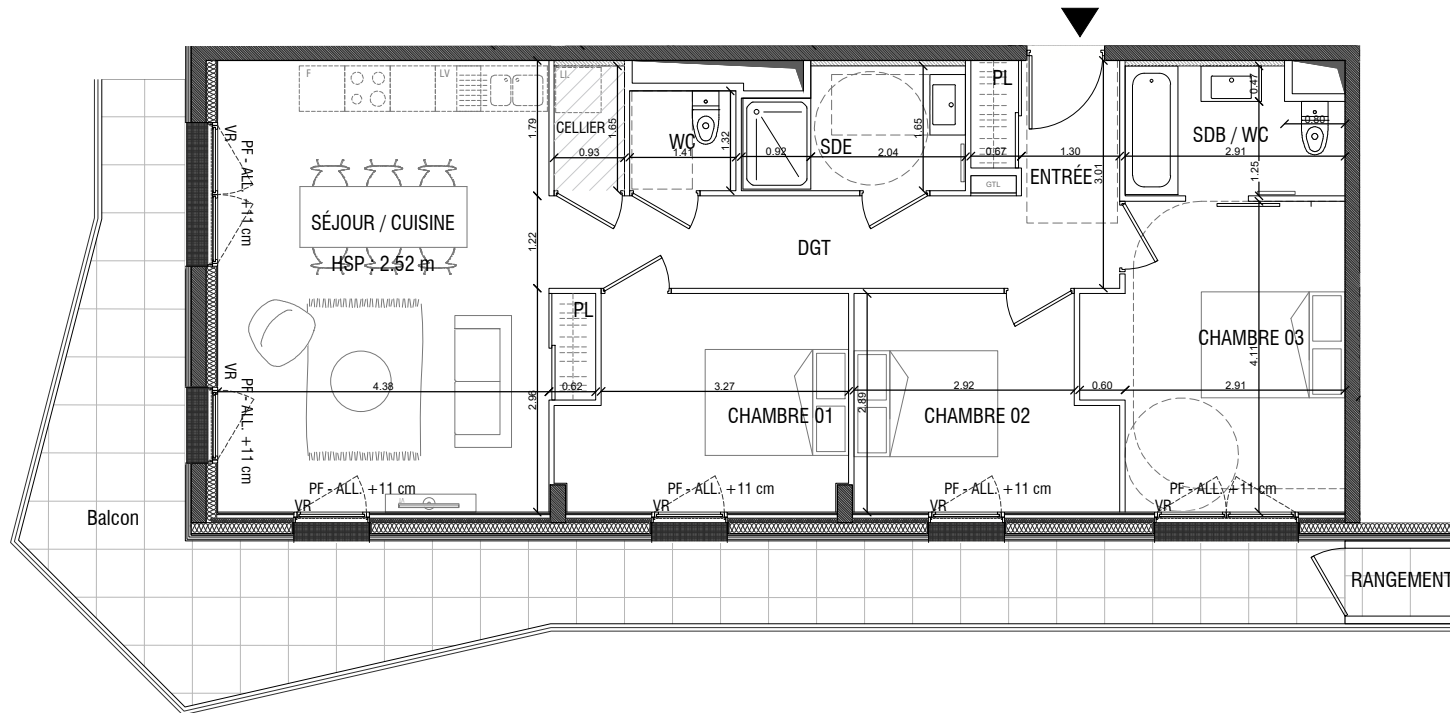 F
LV
LL
CELLIER
1.79
1.65
0.93
WC
1.32
1.41
0.92
SDE
1.65
2.04
PL
0.67
GTL
1.30
ENTRÉE
3.01
0.47
SDB / WC
0.80
2.91
1.25
VR
PF - ALL. +11 cm
SÉJOUR / CUISINE
HSP : 2.52 m
1.22
DGT
PL
VR
PF - ALL. +11 cm
4.38
0.62
3.27
2.89
2.92
0.60
2.91
4.11
CHAMBRE 01
CHAMBRE 02
CHAMBRE 03
PF - ALL. +11 cm
VR
PF - ALL. +11 cm
VR
PF - ALL. +11 cm
VR
PF - ALL. +11 cm
VR
Balcon
RANGEMENT